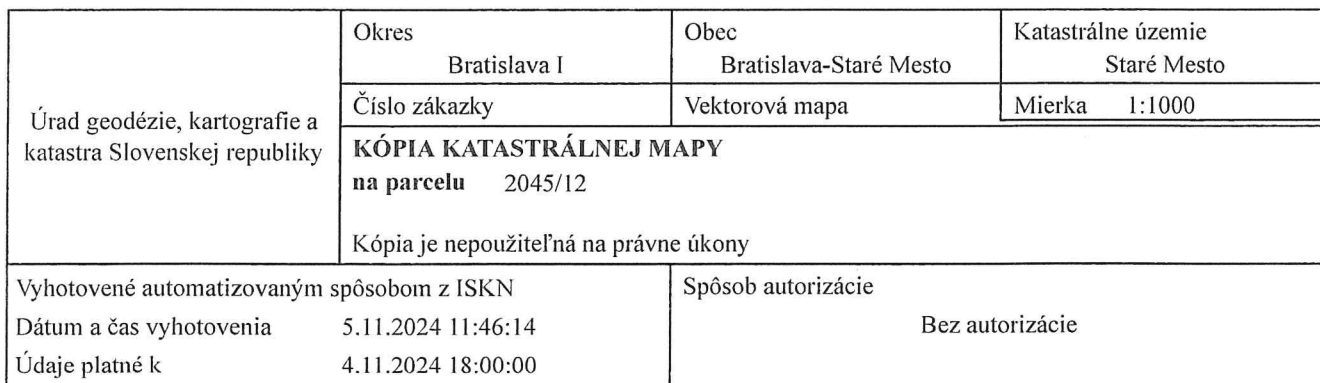 Úrad geodézie, kartografie a
katastra Slovenskej republiky
Okres
Bratislava I
Obec
Bratislava-Staré Mesto
Katastrálne územie
Staré Mesto
Číslo zákazky
Vektorová mapa
Mierka 1:1000
KÓPIA KATASTRÁLNEJ MAPY
na parcelu 2045/12
Kópia je nepoužiteľná na právne úkony
Vyhotovené automatizovaným spôsobom z ISKN
Dátum a čas vyhotovenia 5.11.2024 11:46:14
Údaje platné k 4.11.2024 18:00:00
Spôsob autorizácie
Bez autorizácie